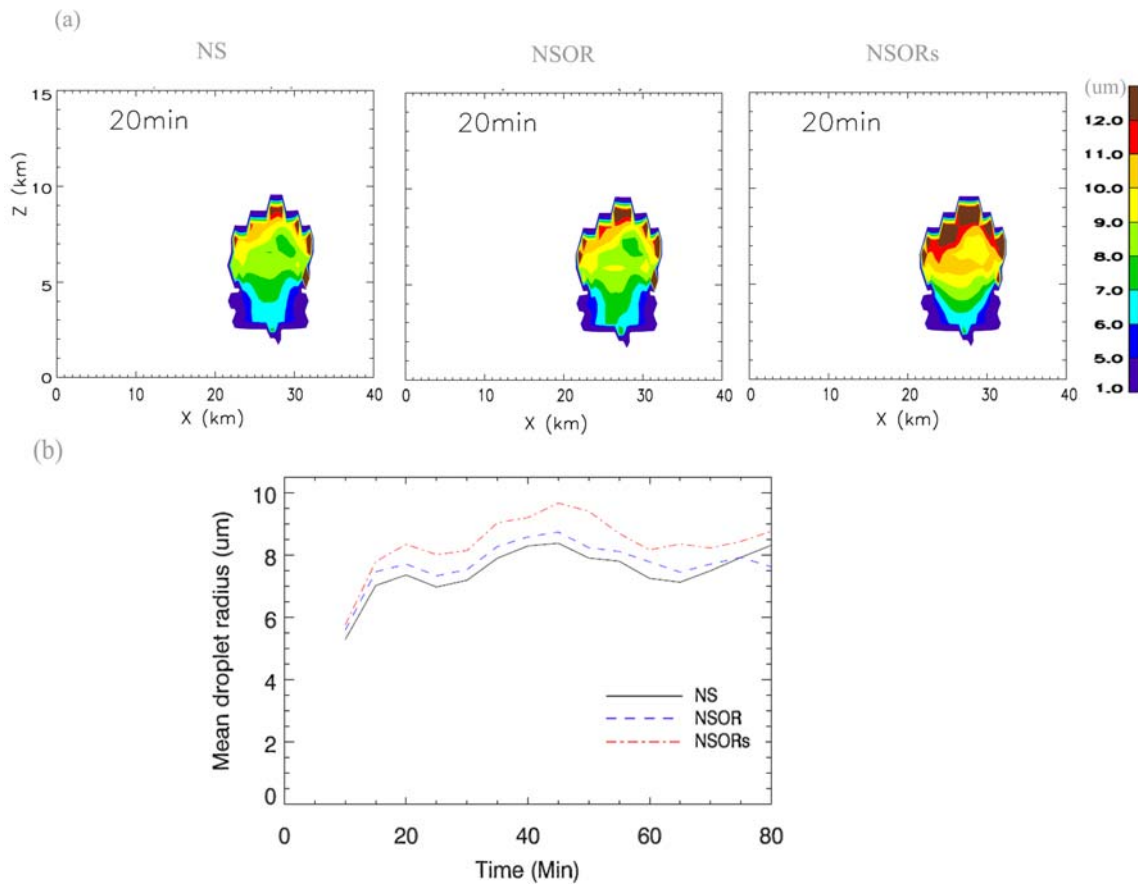 (a)
NS NSOR NSORs
(um)
20min 20min 20min
15
10
5
0
Z (km)
12.0
11.0
10.0
9.0
8.0
7.0
6.0
5.0
1.0
0 10 20 30 40 0 10 20 30 40 0 10 20 30 40
X (km) X (km) X (km)
(b)
10
8
6
4
2
0
Mean droplet radius (um)
NS
NSOR
NSORs
0 20 40 60 80
Time (Min)